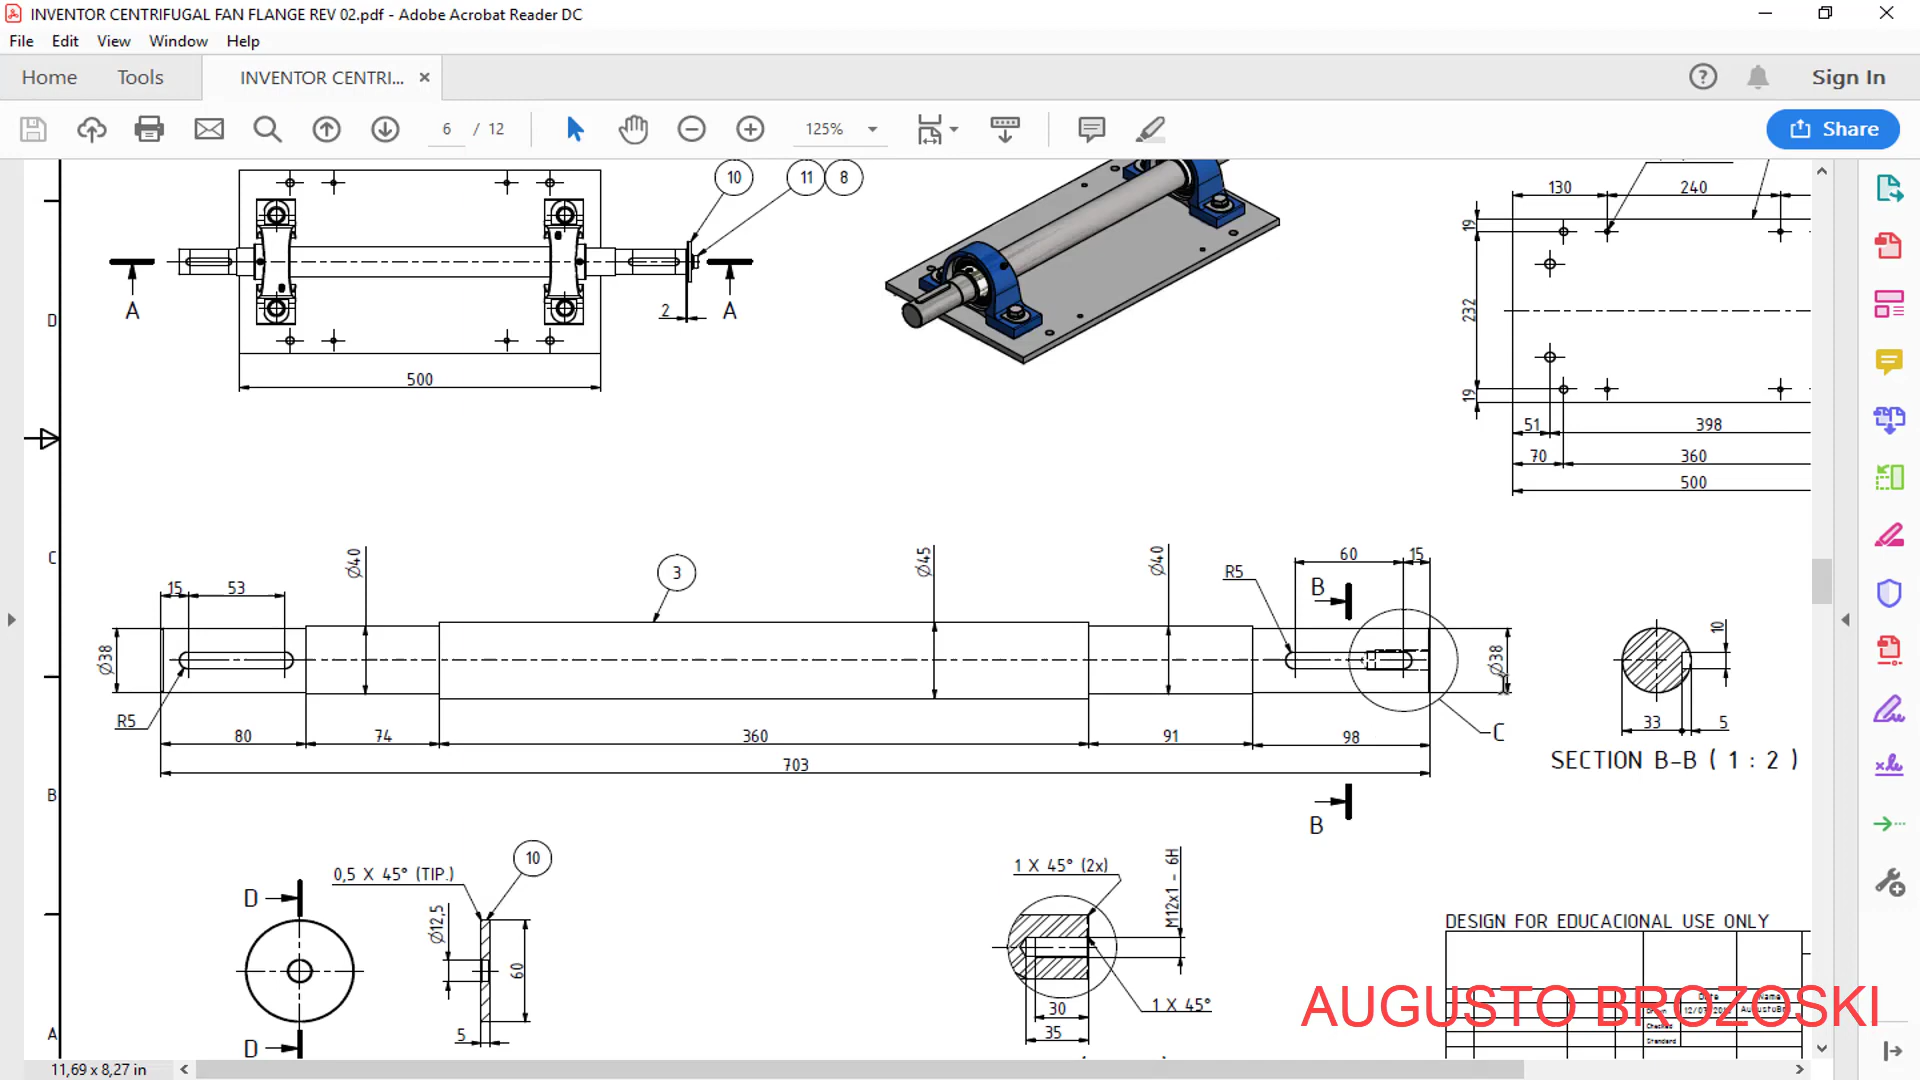 INVENTOR CENTRIFUGAL FAN FLANGE REV 02.pdf - Adobe Acrobat Reader DC
File Edit View Window Help
Home Tools INVENTOR CENTRI... Sign In
6 / 12 125% Share
10 11 8
130 240
19
D
A A
2
232
500
19
51 398
70 360
500
C
Ø40 3 Ø45 Ø40 60 15
R5 B
15 53
10
Ø38 Ø38
R5
80 74 360 91 98 C 33 5
703
SECTION B-B ( 1 : 2 )
B
B
10
0,5 X 45° (TIP.)
1 X 45° (2x)
M12x1 - 6H
D
Ø12,5
60
DESIGN FOR EDUCACIONAL USE ONLY
30
1 X 45°
35
5
A
D
Date Name
Drawn
Checked
Standard
AUGUSTO BROZOSKI
11,69 x 8,27 in